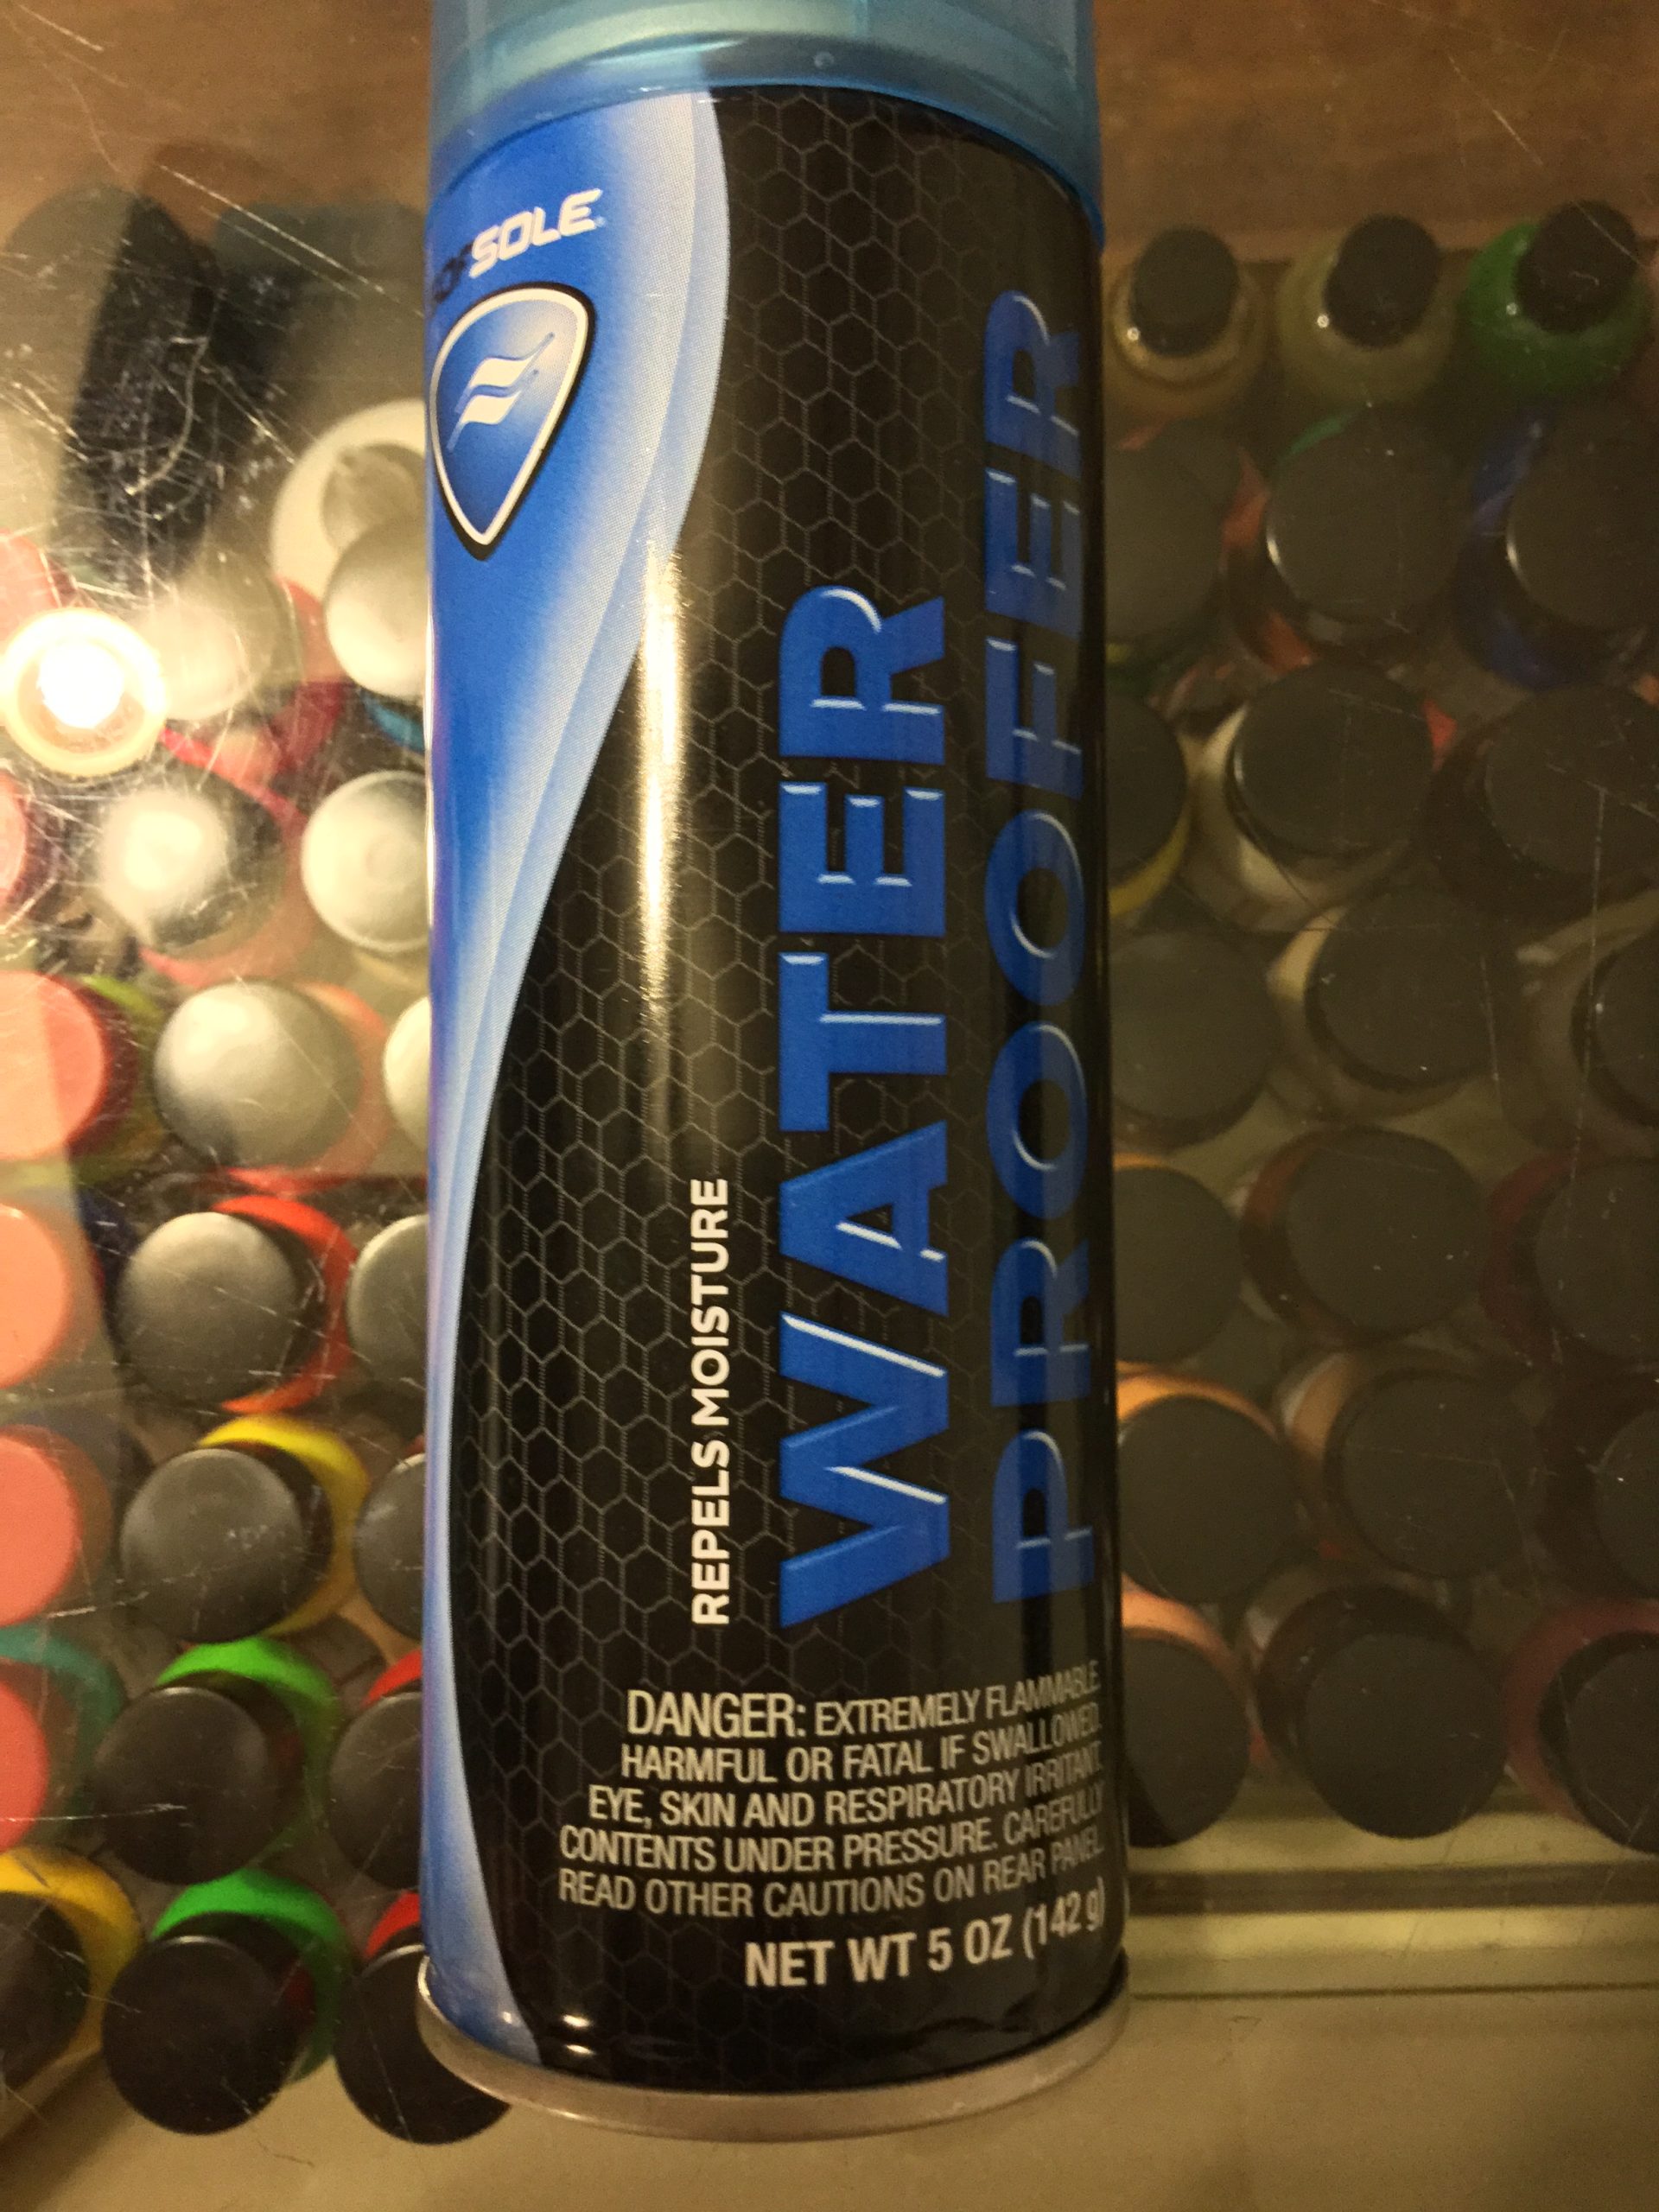 OFSOLE
REPELS MOISTURE
WATER
PROOFER
DANGER: EXTREMELY FLAMMABLE.
HARMFUL OR FATAL IF SWALLOWED.
EYE, SKIN AND RESPIRATORY IRRITANT.
CONTENTS UNDER PRESSURE. CAREFULLY
READ OTHER CAUTIONS ON REAR PANEL.
NET WT 5 OZ (142 g)